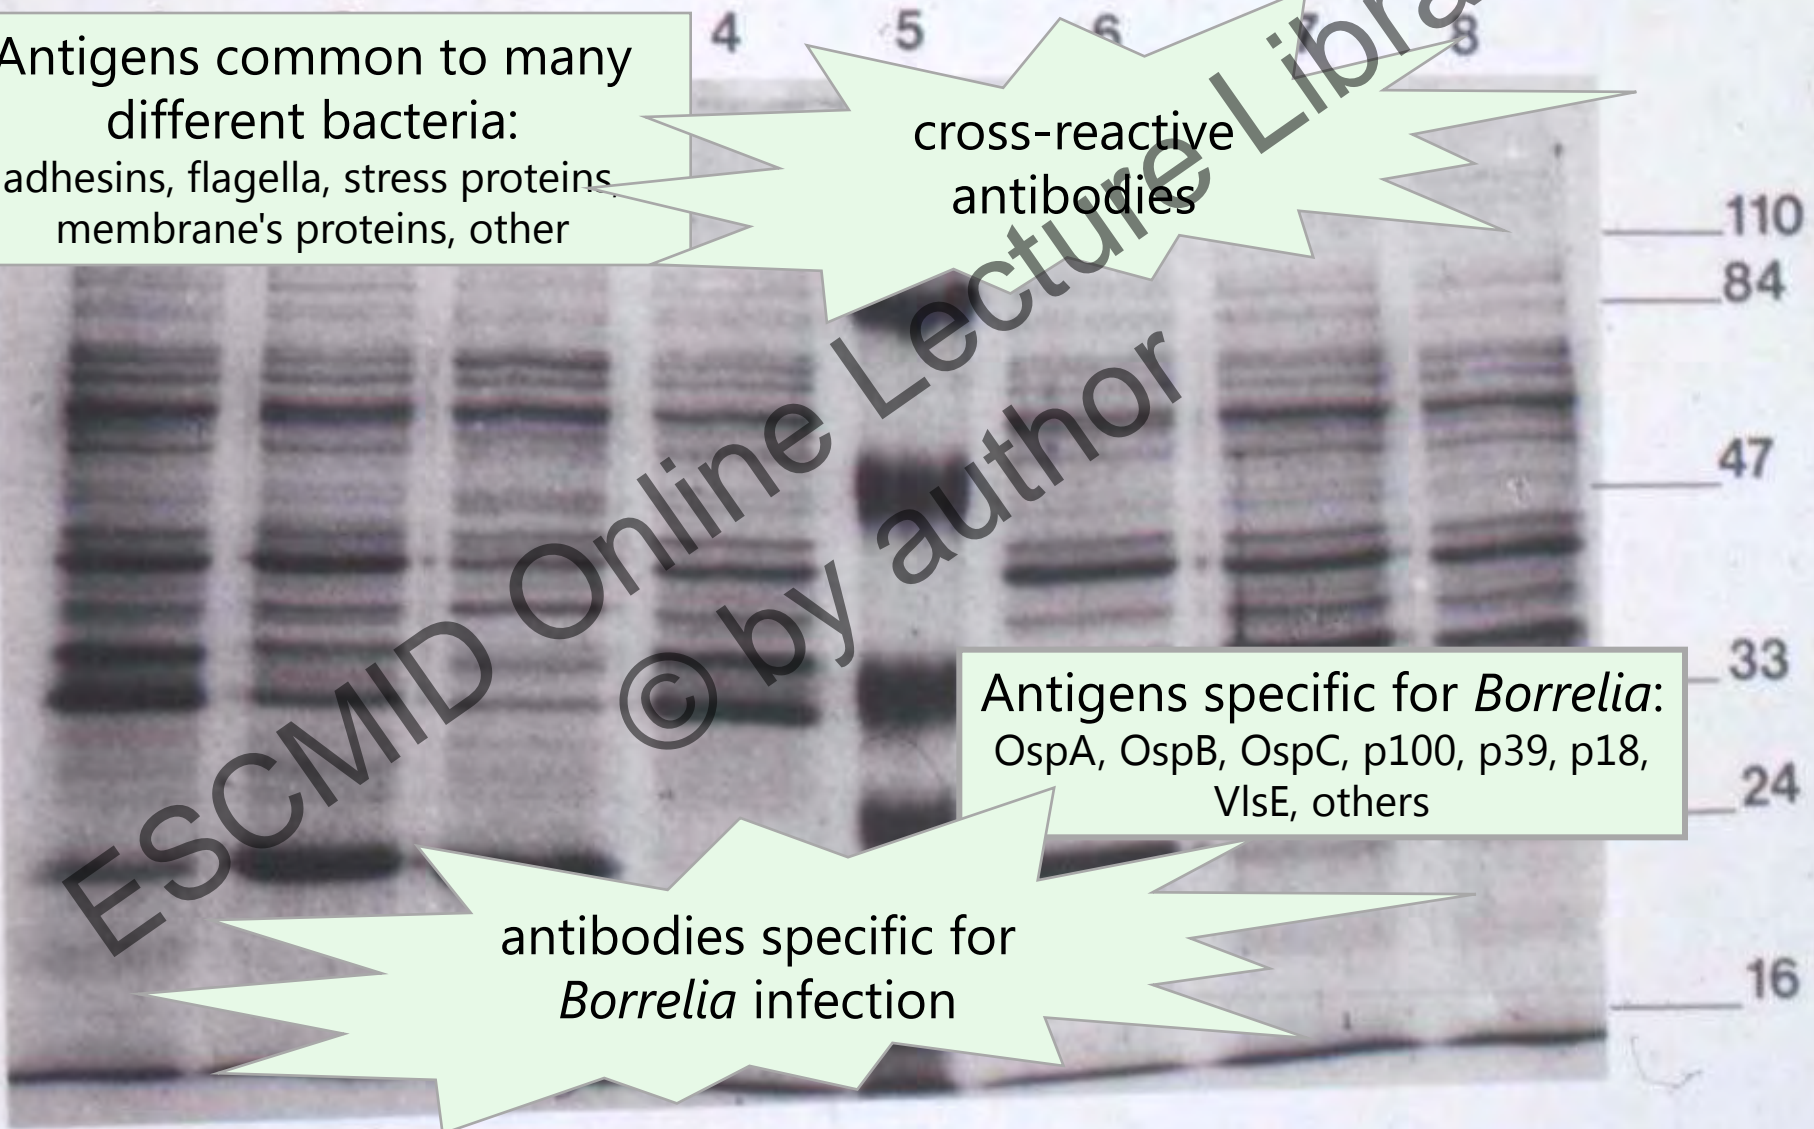 4 5 6 7 8
Antigens common to many
different bacteria:
adhesins, flagella, stress proteins,
membrane's proteins, other
cross-reactive
antibodies
110
84
47
33
24
16
Antigens specific for Borrelia:
OspA, OspB, OspC, p100, p39, p18,
VlsE, others
antibodies specific for
Borrelia infection
ESCMID Online Lecture Libra
© by author